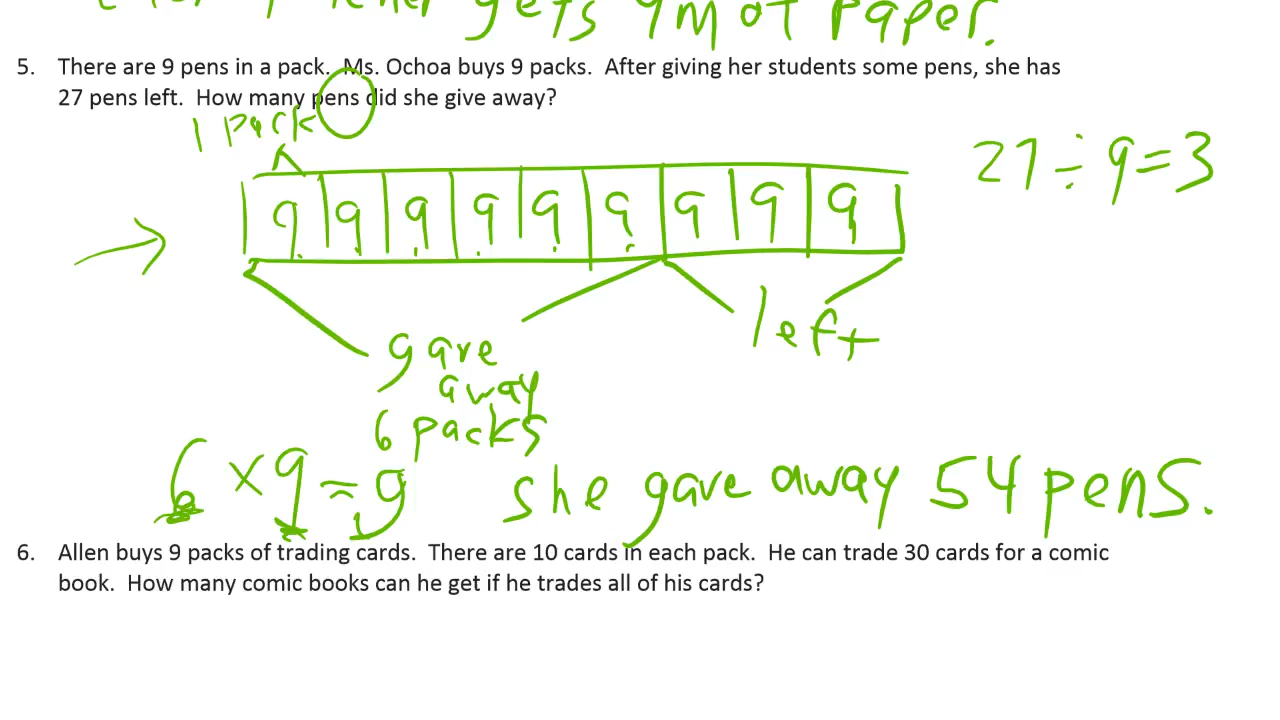 gets 9m of paper.
5. There are 9 pens in a pack. Ms. Ochoa buys 9 packs. After giving her students some pens, she has
27 pens left. How many pens did she give away?
1 pack
27 ÷ 9 = 3
9 9 9 9 9 9 9 9 9
left
gave
away
6 packs
6 × 9 = g
she gave away 54 pens.
6. Allen buys 9 packs of trading cards. There are 10 cards in each pack. He can trade 30 cards for a comic
book. How many comic books can he get if he trades all of his cards?